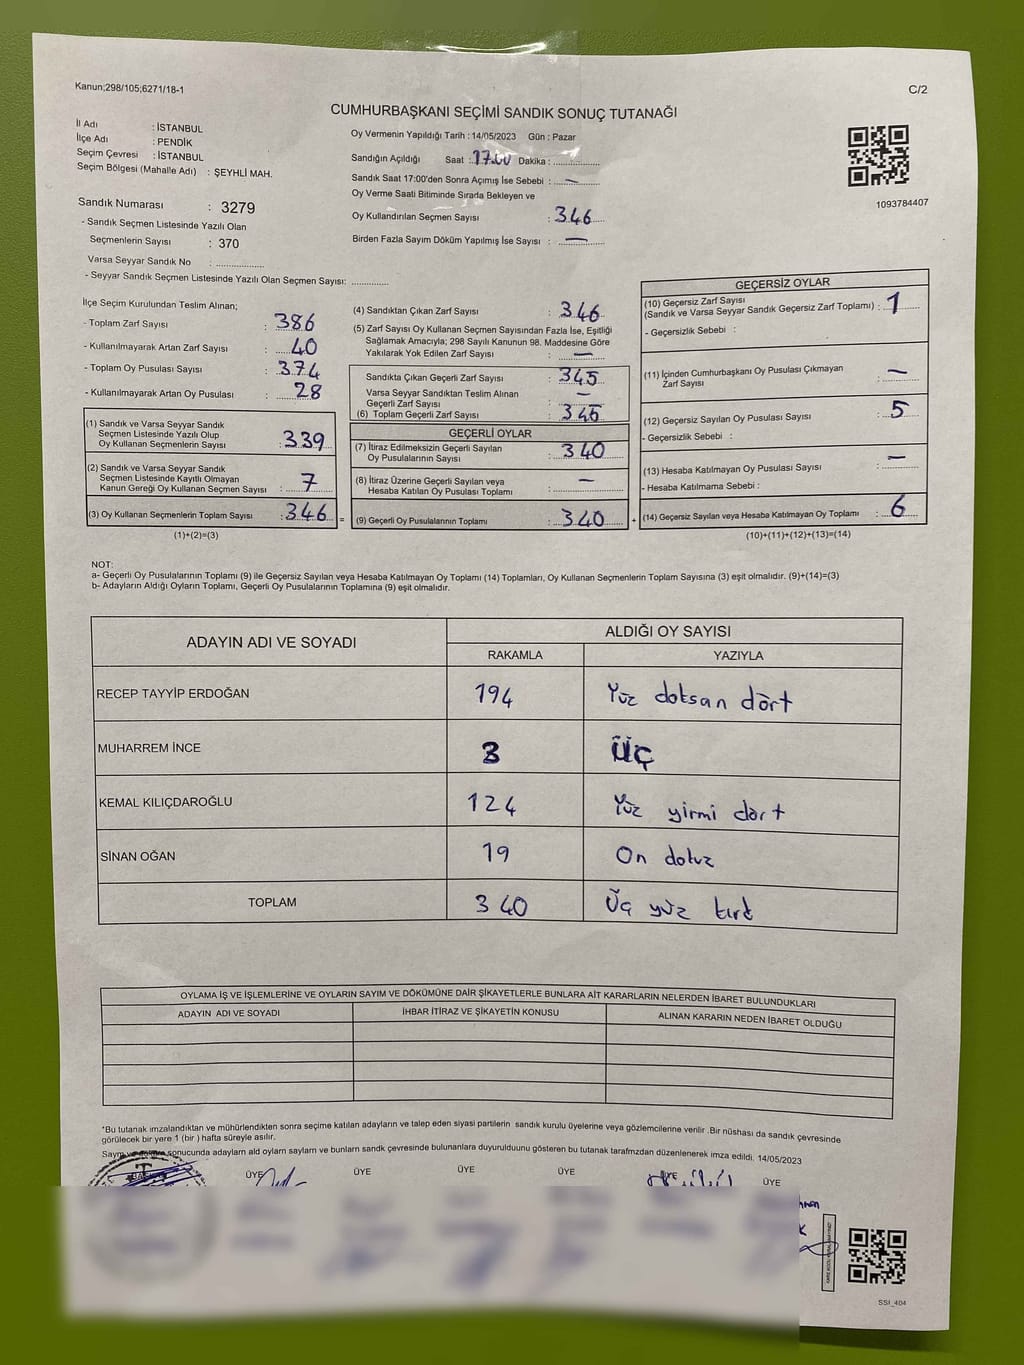 Kanun;298/105;6271/18-1
C/2
CUMHURBAŞKANI SEÇİMİ SANDIK SONUÇ TUTANAĞI
İl Adı : İSTANBUL
İlçe Adı : PENDİK
Seçim Çevresi : İSTANBUL
Seçim Bölgesi (Mahalle Adı) : ŞEYHLİ MAH.
Sandık Numarası : 3279
- Sandık Seçmen Listesinde Yazılı Olan
Seçmenlerin Sayısı : 370
Varsa Seyyar Sandık No : ..............
- Seyyar Sandık Seçmen Listesinde Yazılı Olan Seçmen Sayısı: ..............
Oy Vermenin Yapıldığı Tarih : 14/05/2023 Gün : Pazar
Sandığın Açıldığı Saat : 17.00 Dakika : ..............
Sandık Saat 17:00'den Sonra Açımış İse Sebebi : —
Oy Verme Saati Bitiminde Sırada Bekleyen ve
Oy Kullandırılan Seçmen Sayısı : 346
Birden Fazla Sayım Döküm Yapılmış İse Sayısı : —
1093784407
İlçe Seçim Kurulundan Teslim Alınan;
- Toplam Zarf Sayısı : 386
- Kullanılmayarak Artan Zarf Sayısı : 40
- Toplam Oy Pusulası Sayısı : 374
- Kullanılmayarak Artan Oy Pusulası : 28
(1) Sandık ve Varsa Seyyar Sandık
Seçmen Listesinde Yazılı Olup
Oy Kullanan Seçmenlerin Sayısı : 339
(2) Sandık ve Varsa Seyyar Sandık
Seçmen Listesinde Kayıtlı Olmayan
Kanun Gereği Oy Kullanan Seçmen Sayısı : 7
(3) Oy Kullanan Seçmenlerin Toplam Sayısı : 346 =
(1)+(2)=(3)
(4) Sandıktan Çıkan Zarf Sayısı : 346
(5) Zarf Sayısı Oy Kullanan Seçmen Sayısından Fazla İse, Eşitliği
Sağlamak Amacıyla; 298 Sayılı Kanunun 98. Maddesine Göre
Yakılarak Yok Edilen Zarf Sayısı : —
Sandıkta Çıkan Geçerli Zarf Sayısı : 345
Varsa Seyyar Sandıktan Teslim Alınan
Geçerli Zarf Sayısı : —
(6) Toplam Geçerli Zarf Sayısı : 345
GEÇERLİ OYLAR
(7) İtiraz Edilmeksizin Geçerli Sayılan
Oy Pusulalarının Sayısı : 340
(8) İtiraz Üzerine Geçerli Sayılan veya
Hesaba Katılan Oy Pusulası Toplamı : —
(9) Geçerli Oy Pusulalarının Toplamı : 340 +
GEÇERSİZ OYLAR
(10) Geçersiz Zarf Sayısı
(Sandık ve Varsa Seyyar Sandık Geçersiz Zarf Toplamı) : 1
- Geçersizlik Sebebi :
(11) İçinden Cumhurbaşkanı Oy Pusulası Çıkmayan
Zarf Sayısı : —
(12) Geçersiz Sayılan Oy Pusulası Sayısı : 5
- Geçersizlik Sebebi :
(13) Hesaba Katılmayan Oy Pusulası Sayısı : —
- Hesaba Katılmama Sebebi :
(14) Geçersiz Sayılan veya Hesaba Katılmayan Oy Toplamı : 6
(10)+(11)+(12)+(13)=(14)
NOT:
a- Geçerli Oy Pusulalarının Toplamı (9) ile Geçersiz Sayılan veya Hesaba Katılmayan Oy Toplamı (14) Toplamları, Oy Kullanan Seçmenlerin Toplam Sayısına (3) eşit olmalıdır. (9)+(14)=(3)
b- Adayların Aldığı Oyların Toplamı, Geçerli Oy Pusulalarının Toplamına (9) eşit olmalıdır.
ADAYIN ADI VE SOYADI
ALDIĞI OY SAYISI
RAKAMLA YAZIYLA
RECEP TAYYİP ERDOĞAN 194 Yüz doksan dört
MUHARREM İNCE 3 ÜÇ
KEMAL KILIÇDAROĞLU 124 Yüz yirmi dört
SİNAN OĞAN 19 On dokuz
TOPLAM 340 Üç yüz kırk
OYLAMA İŞ VE İŞLEMLERİNE VE OYLARIN SAYIM VE DÖKÜMÜNE DAİR ŞİKAYETLERLE BUNLARA AİT KARARLARIN NELERDEN İBARET BULUNDUKLARI
ADAYIN ADI VE SOYADI İHBAR İTİRAZ VE ŞİKAYETİN KONUSU ALINAN KARARIN NEDEN İBARET OLDUĞU
*Bu tutanak imzalandıktan ve mühürlendikten sonra seçime katılan adayların ve talep eden siyasi partilerin sandık kurulu üyelerine veya gözlemcilerine verilir .Bir nüshası da sandık çevresinde
görülecek bir yere 1 (bir ) hafta süreyle asılır.
sonucunda adaylarn ald oylarn saylarn ve bunlarn sandk çevresinde bulunanlara duyurulduunu gösteren bu tutanak tarafmzdan düzenlenerek imza edildi. 14/05/2023
ÜYE ÜYE ÜYE ÜYE ÜYE ÜYE
SSI_404